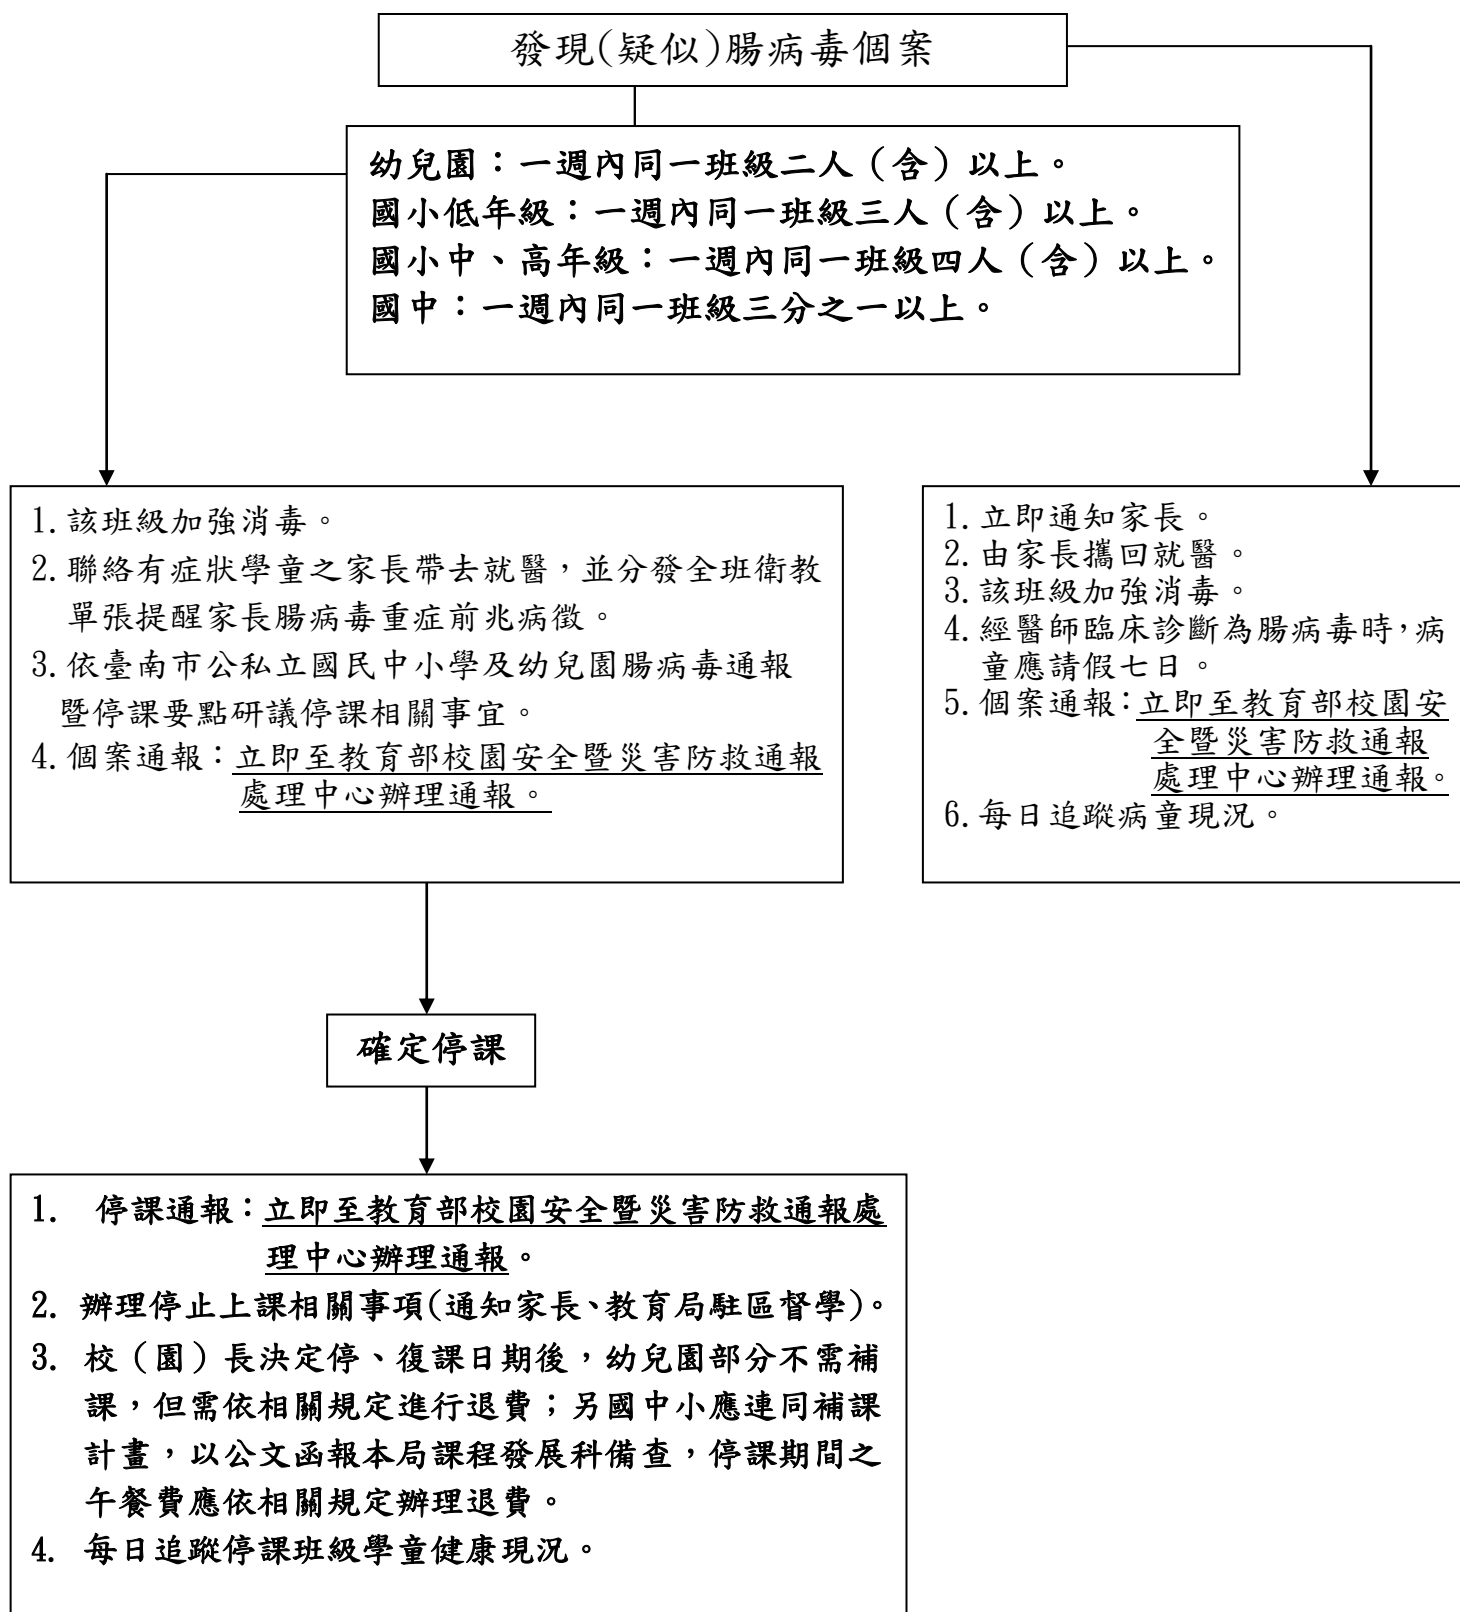 發現(疑似)腸病毒個案
幼兒園：一週內同一班級二人（含）以上。
國小低年級：一週內同一班級三人（含）以上。
國小中、高年級：一週內同一班級四人（含）以上。
國中：一週內同一班級三分之一以上。
1.該班級加強消毒。
2.聯絡有症狀學童之家長帶去就醫，並分發全班衛教
單張提醒家長腸病毒重症前兆病徵。
3.依臺南市公私立國民中小學及幼兒園腸病毒通報
暨停課要點研議停課相關事宜。
4.個案通報：立即至教育部校園安全暨災害防救通報
處理中心辦理通報。
1.立即通知家長。
2.由家長攜回就醫。
3.該班級加強消毒。
4.經醫師臨床診斷為腸病毒時，病
童應請假七日。
5.個案通報：立即至教育部校園安
全暨災害防救通報
處理中心辦理通報。
6.每日追蹤病童現況。
確定停課
1. 停課通報：立即至教育部校園安全暨災害防救通報處
理中心辦理通報。
2. 辦理停止上課相關事項(通知家長、教育局駐區督學)。
3. 校（園）長決定停、復課日期後，幼兒園部分不需補
課，但需依相關規定進行退費；另國中小應連同補課
計畫，以公文函報本局課程發展科備查，停課期間之
午餐費應依相關規定辦理退費。
4. 每日追蹤停課班級學童健康現況。